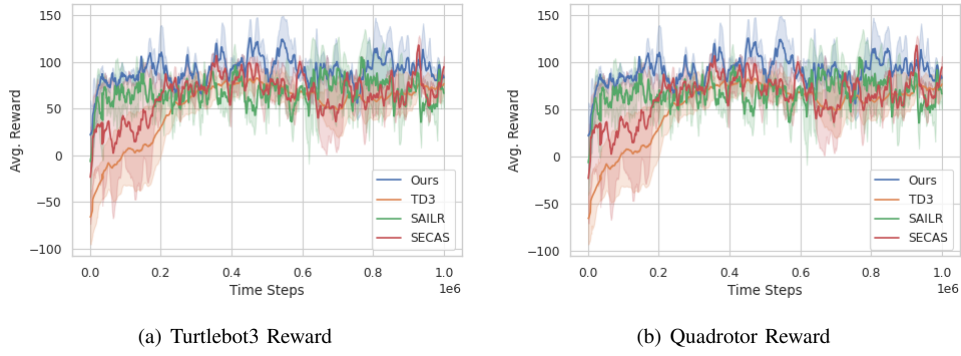 150
100
50
0
−50
−100
Avg. Reward
Ours
TD3
SAILR
SECAS
0.0 0.2 0.4 0.6 0.8 1.0
1e6
Time Steps
(a) Turtlebot3 Reward
150
100
50
0
−50
−100
Avg. Reward
Ours
TD3
SAILR
SECAS
0.0 0.2 0.4 0.6 0.8 1.0
1e6
Time Steps
(b) Quadrotor Reward